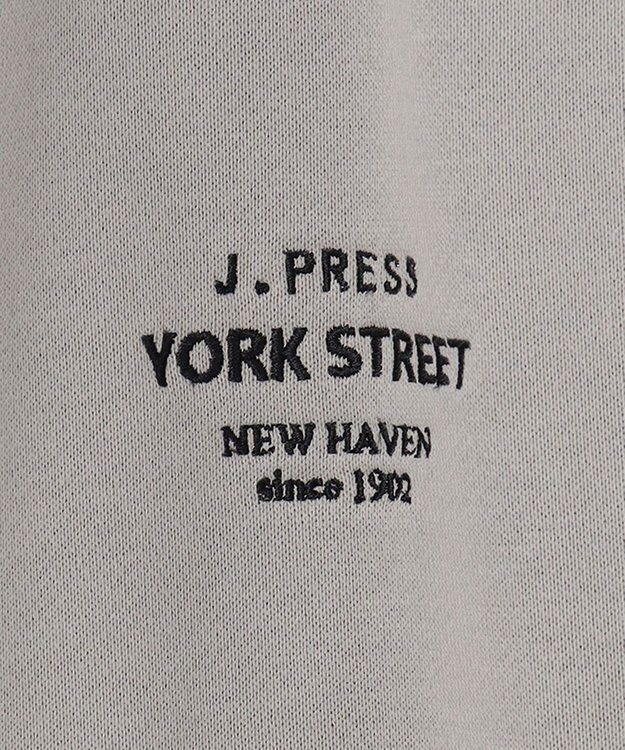 J. PRESS
YORK STREET
NEW HAVEN
since 1902